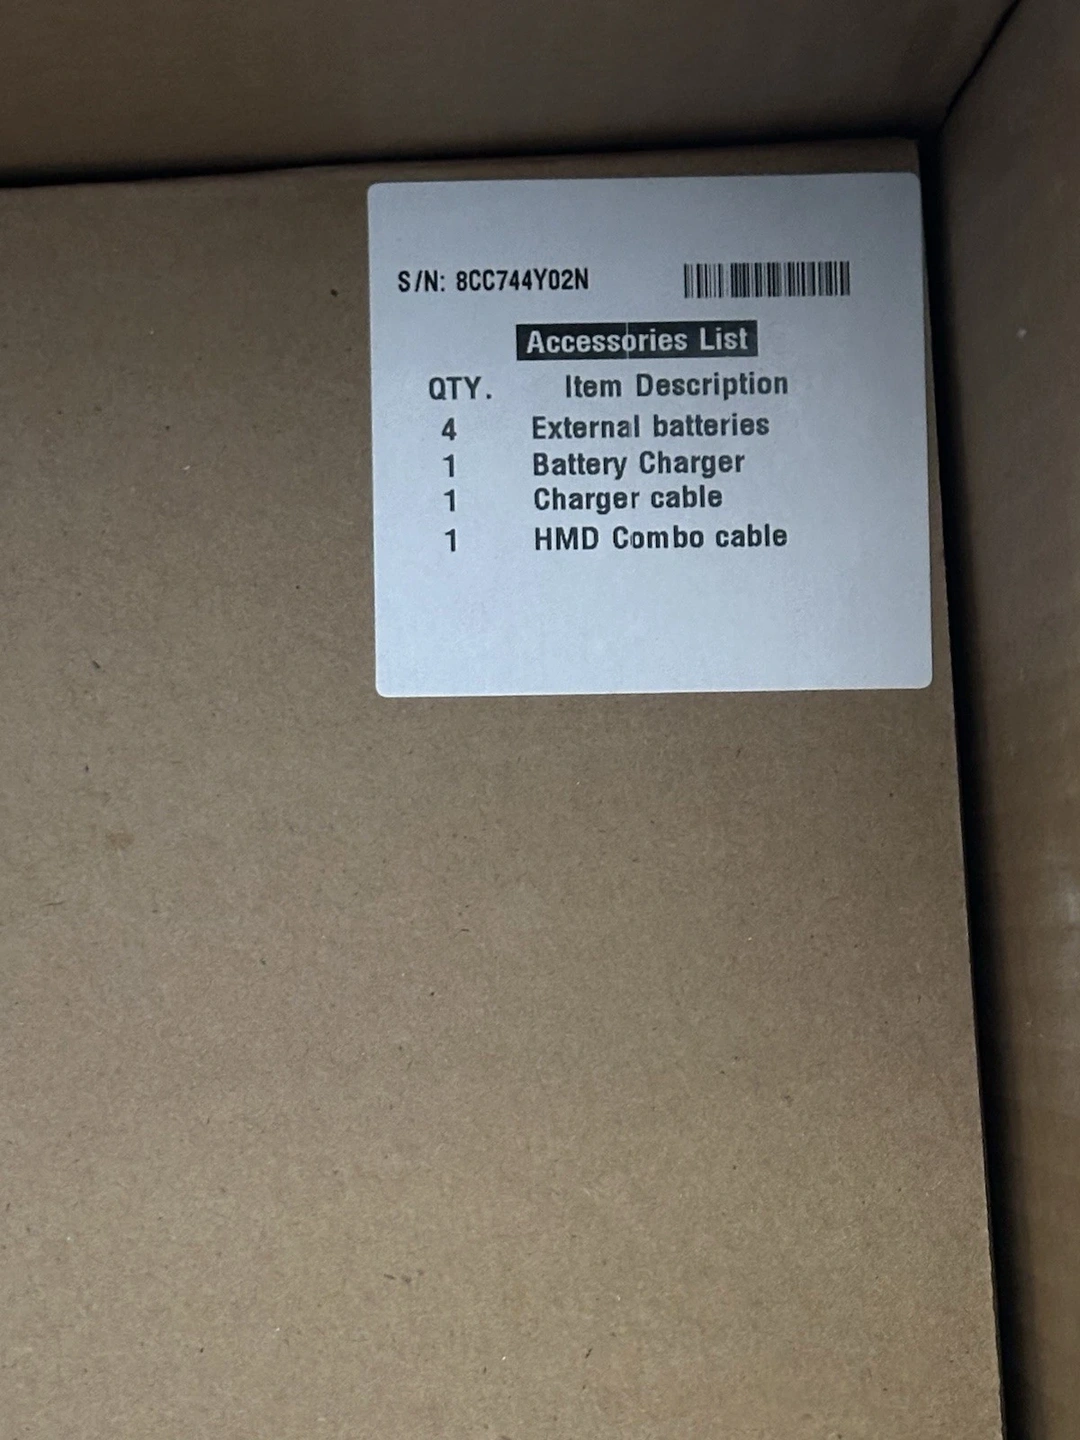 S/N: 8CC744Y02N
Accessories List
QTY. Item Description
4 External batteries
1 Battery Charger
1 Charger cable
1 HMD Combo cable